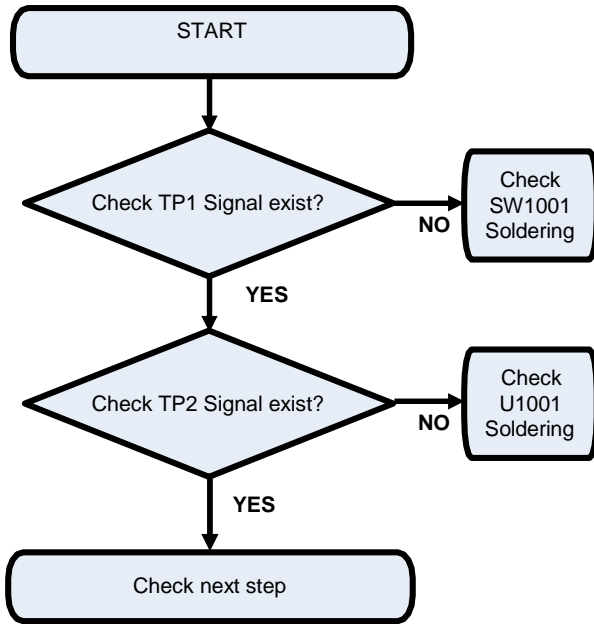 START
Check TP1 Signal exist?
NO
Check
SW1001
Soldering
YES
Check TP2 Signal exist?
NO
Check
U1001
Soldering
YES
Check next step